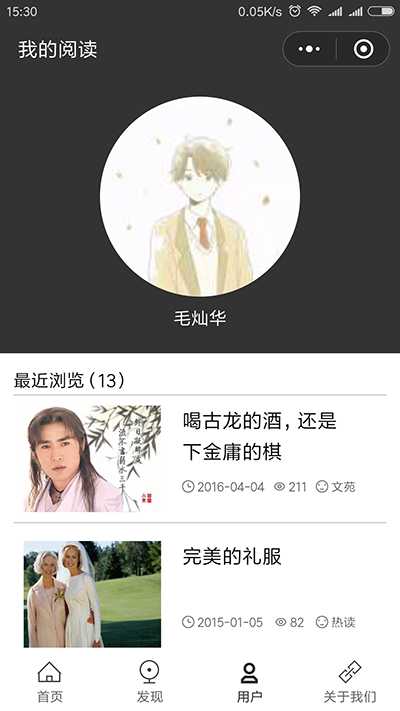 15:30
0.05K/s
我的阅读
毛灿华
最近浏览 (13)
喝古龙的酒，还是
下金庸的棋
2016-04-04 211 文苑
完美的礼服
2015-01-05 82 热读
首页 发现 用户 关于我们